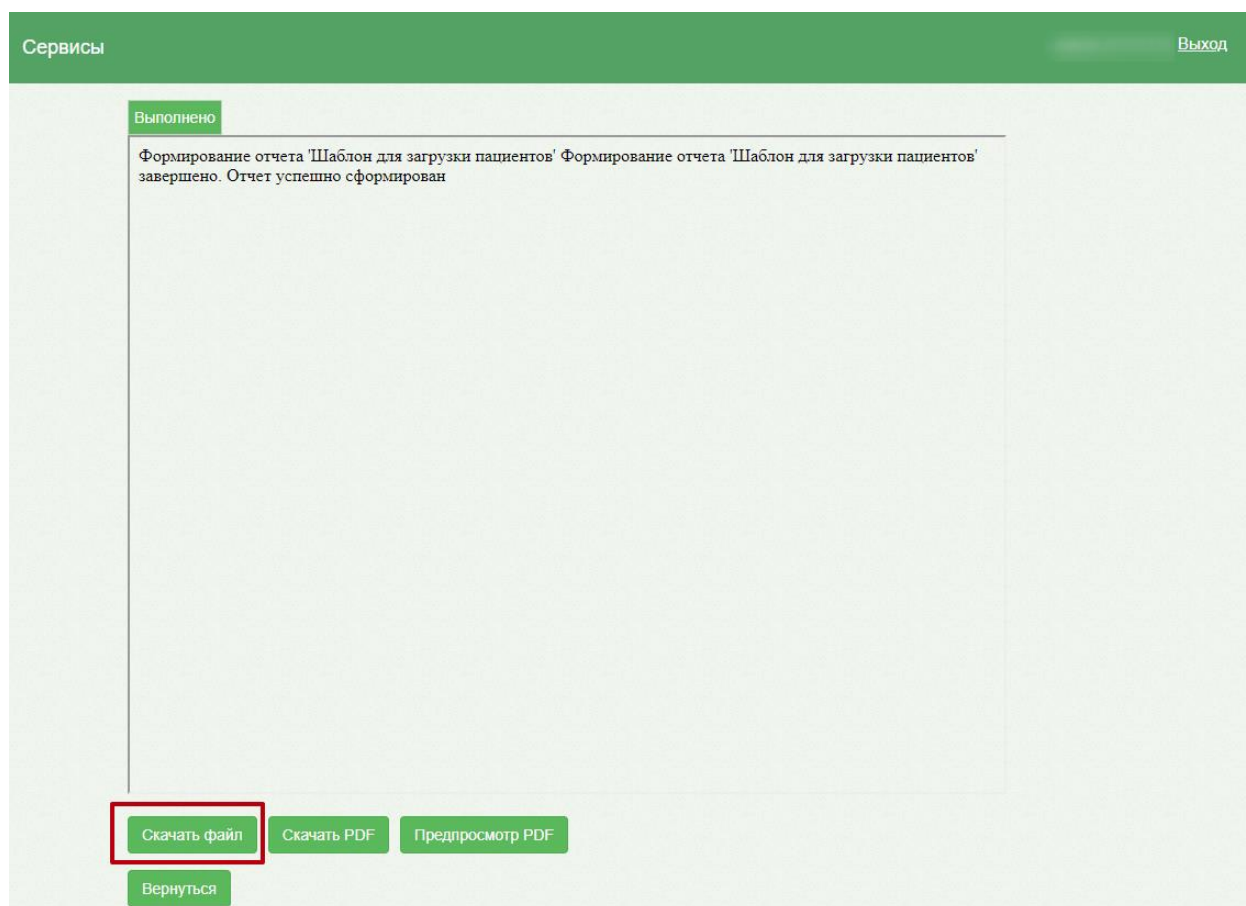 Сервисы
Выход
Выполнено
Формирование отчета 'Шаблон для загрузки пациентов' Формирование отчета 'Шаблон для загрузки пациентов'
завершено. Отчет успешно сформирован
Скачать файл
Скачать PDF
Предпросмотр PDF
Вернуться